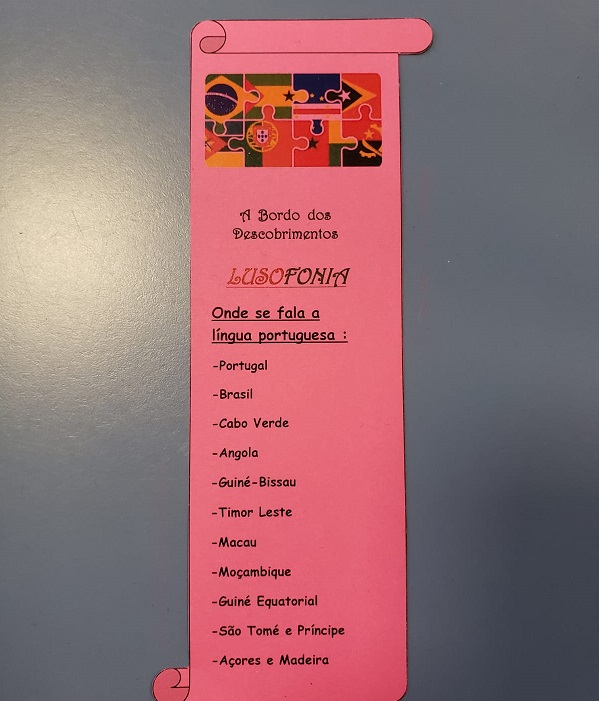 A Bordo dos
Descobrimentos
LUSOFONIA
Onde se fala a
língua portuguesa :
-Portugal
-Brasil
-Cabo Verde
-Angola
-Guiné-Bissau
-Timor Leste
-Macau
-Moçambique
-Guiné Equatorial
-São Tomé e Príncipe
-Açores e Madeira